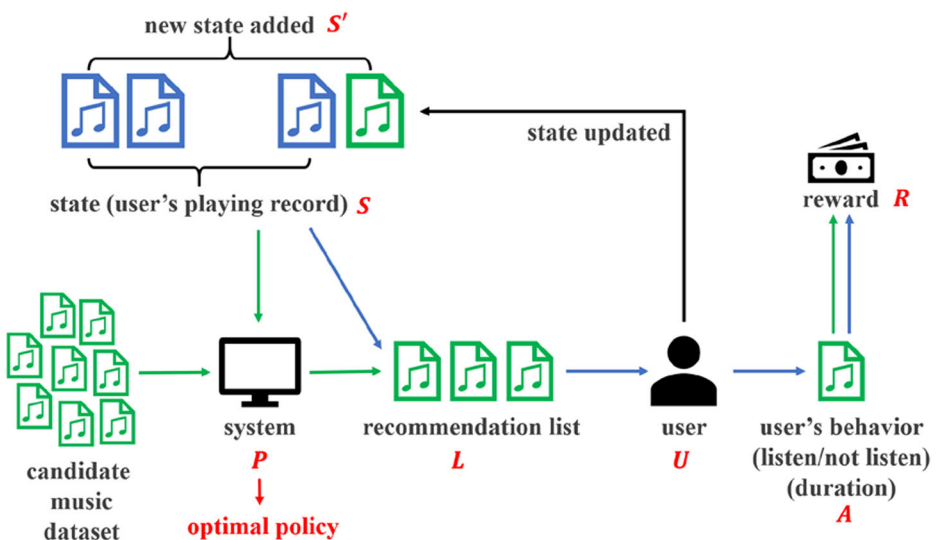 new state added S'
state updated
state (user's playing record) S
reward R
system
recommendation list
user
user's behavior
(listen/not listen)
(duration)
P
L
U
A
candidate
music
dataset
optimal policy